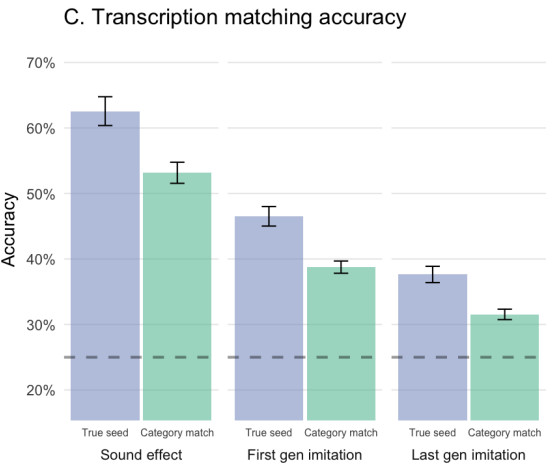 C. Transcription matching accuracy
70%
60%
50%
40%
30%
20%
Accuracy
True seed Category match True seed Category match True seed Category match
Sound effect First gen imitation Last gen imitation